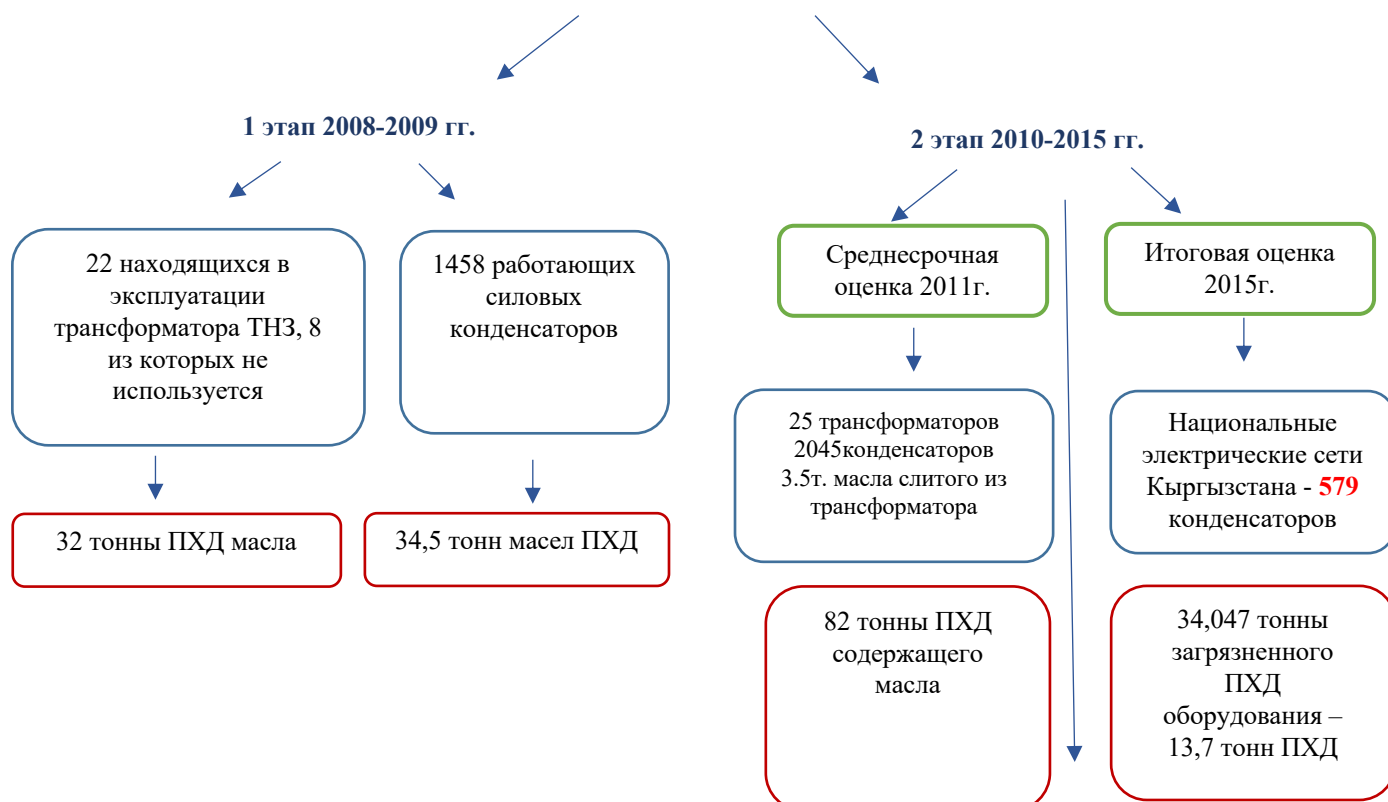 1 этап 2008-2009 гг.
22 находящихся в
эксплуатации
трансформатора ТНЗ, 8
из которых не
используется
32 тонны ПХД масла
1458 работающих
силовых
конденсаторов
34,5 тонн масел ПХД
2 этап 2010-2015 гг.
Среднесрочная
оценка 2011г.
25 трансформаторов
2045конденсаторов
3.5т. масла слитого из
трансформатора
82 тонны ПХД
содержащего
масла
Итоговая оценка
2015г.
Национальные
электрические сети
Кыргызстана - 579
конденсаторов
34,047 тонны
загрязненного
ПХД
оборудования –
13,7 тонн ПХД